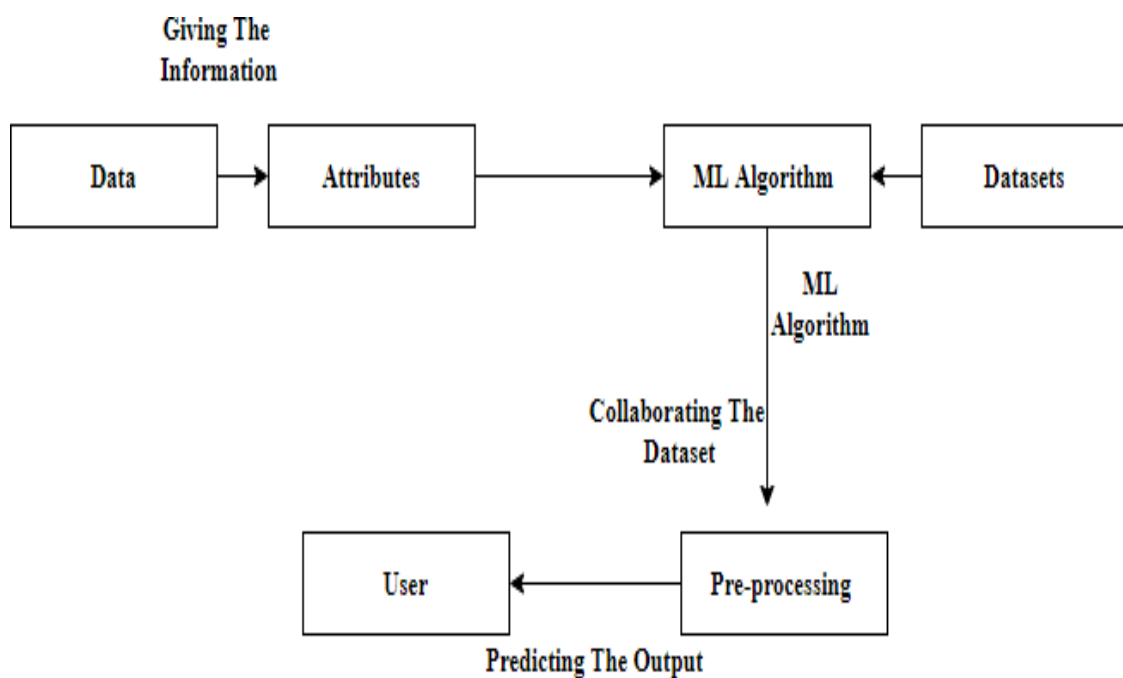 Giving The
Information
Data
Attributes
ML Algorithm
Datasets
ML
Algorithm
Collaborating The
Dataset
User
Pre-processing
Predicting The Output